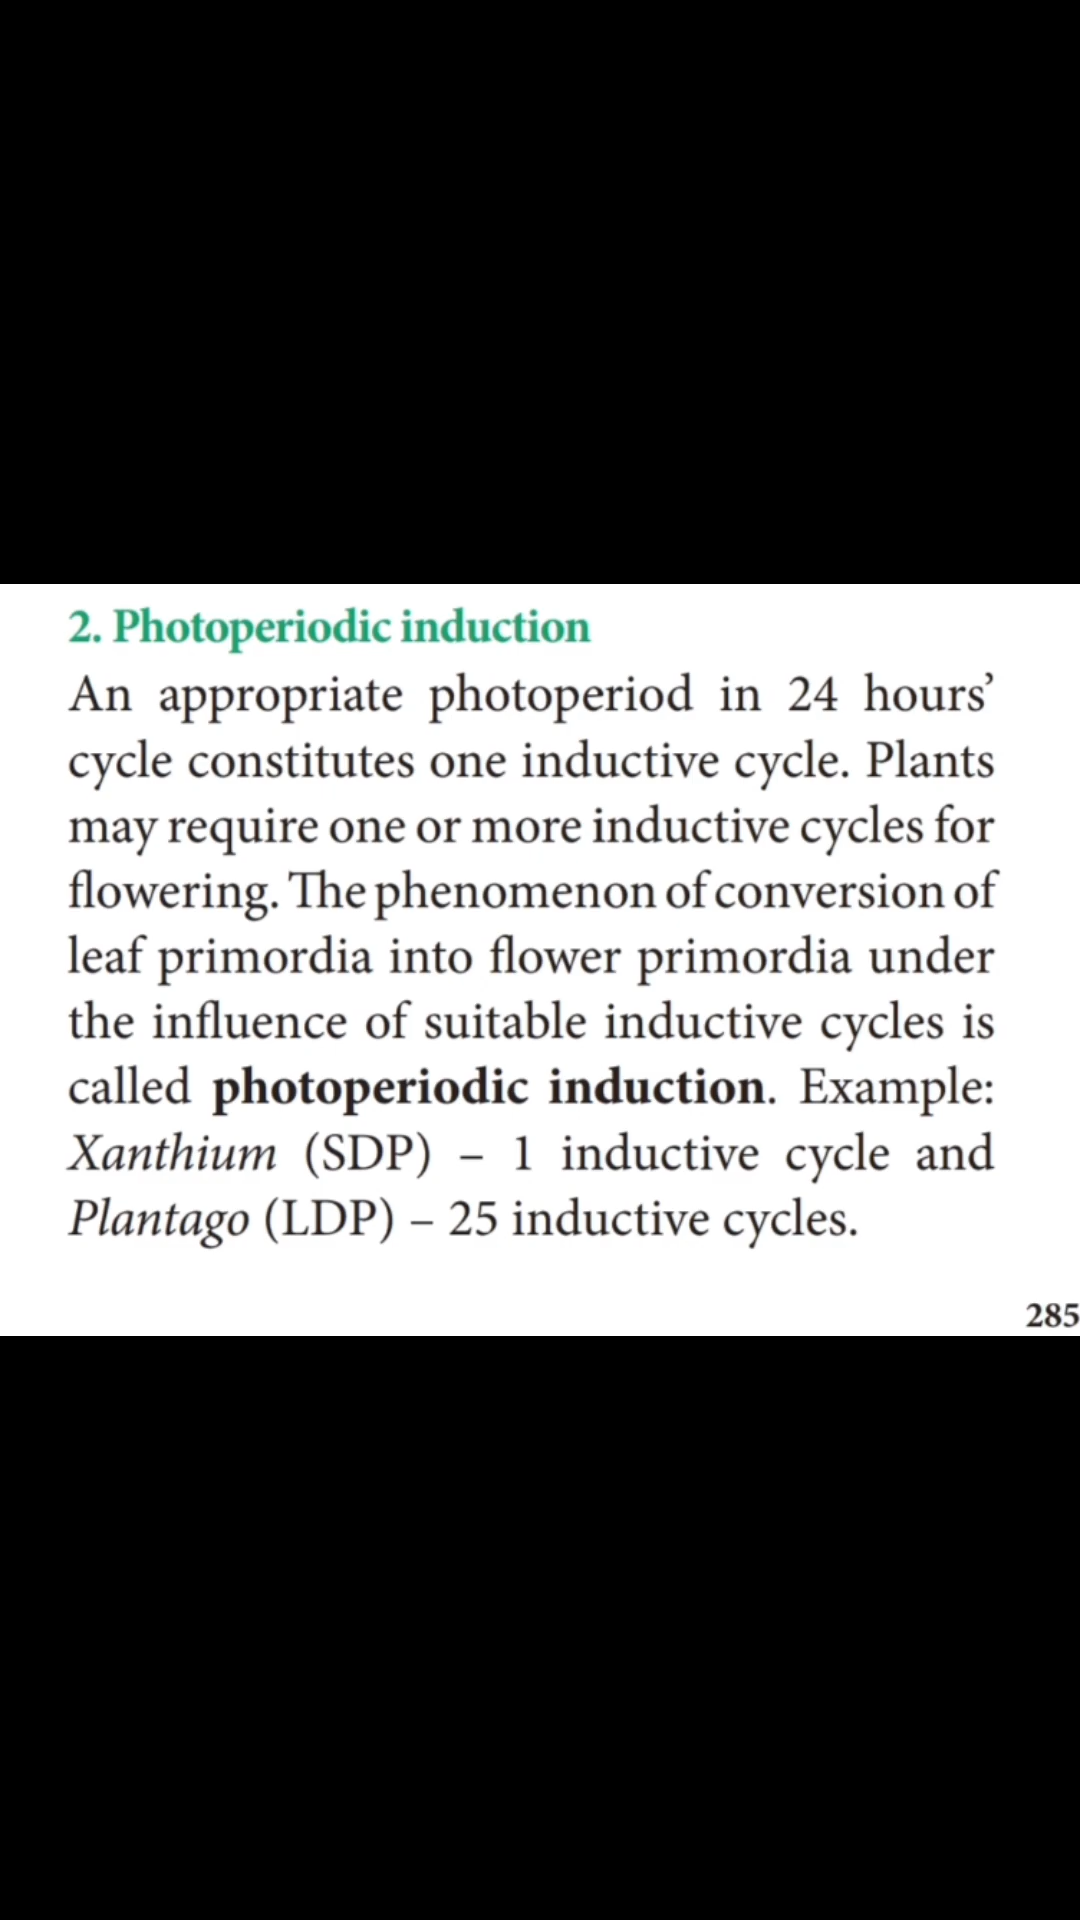 2. Photoperiodic induction
An appropriate photoperiod in 24 hours’
cycle constitutes one inductive cycle. Plants
may require one or more inductive cycles for
flowering. The phenomenon of conversion of
leaf primordia into flower primordia under
the influence of suitable inductive cycles is
called photoperiodic induction. Example:
Xanthium (SDP) – 1 inductive cycle and
Plantago (LDP) – 25 inductive cycles.
285